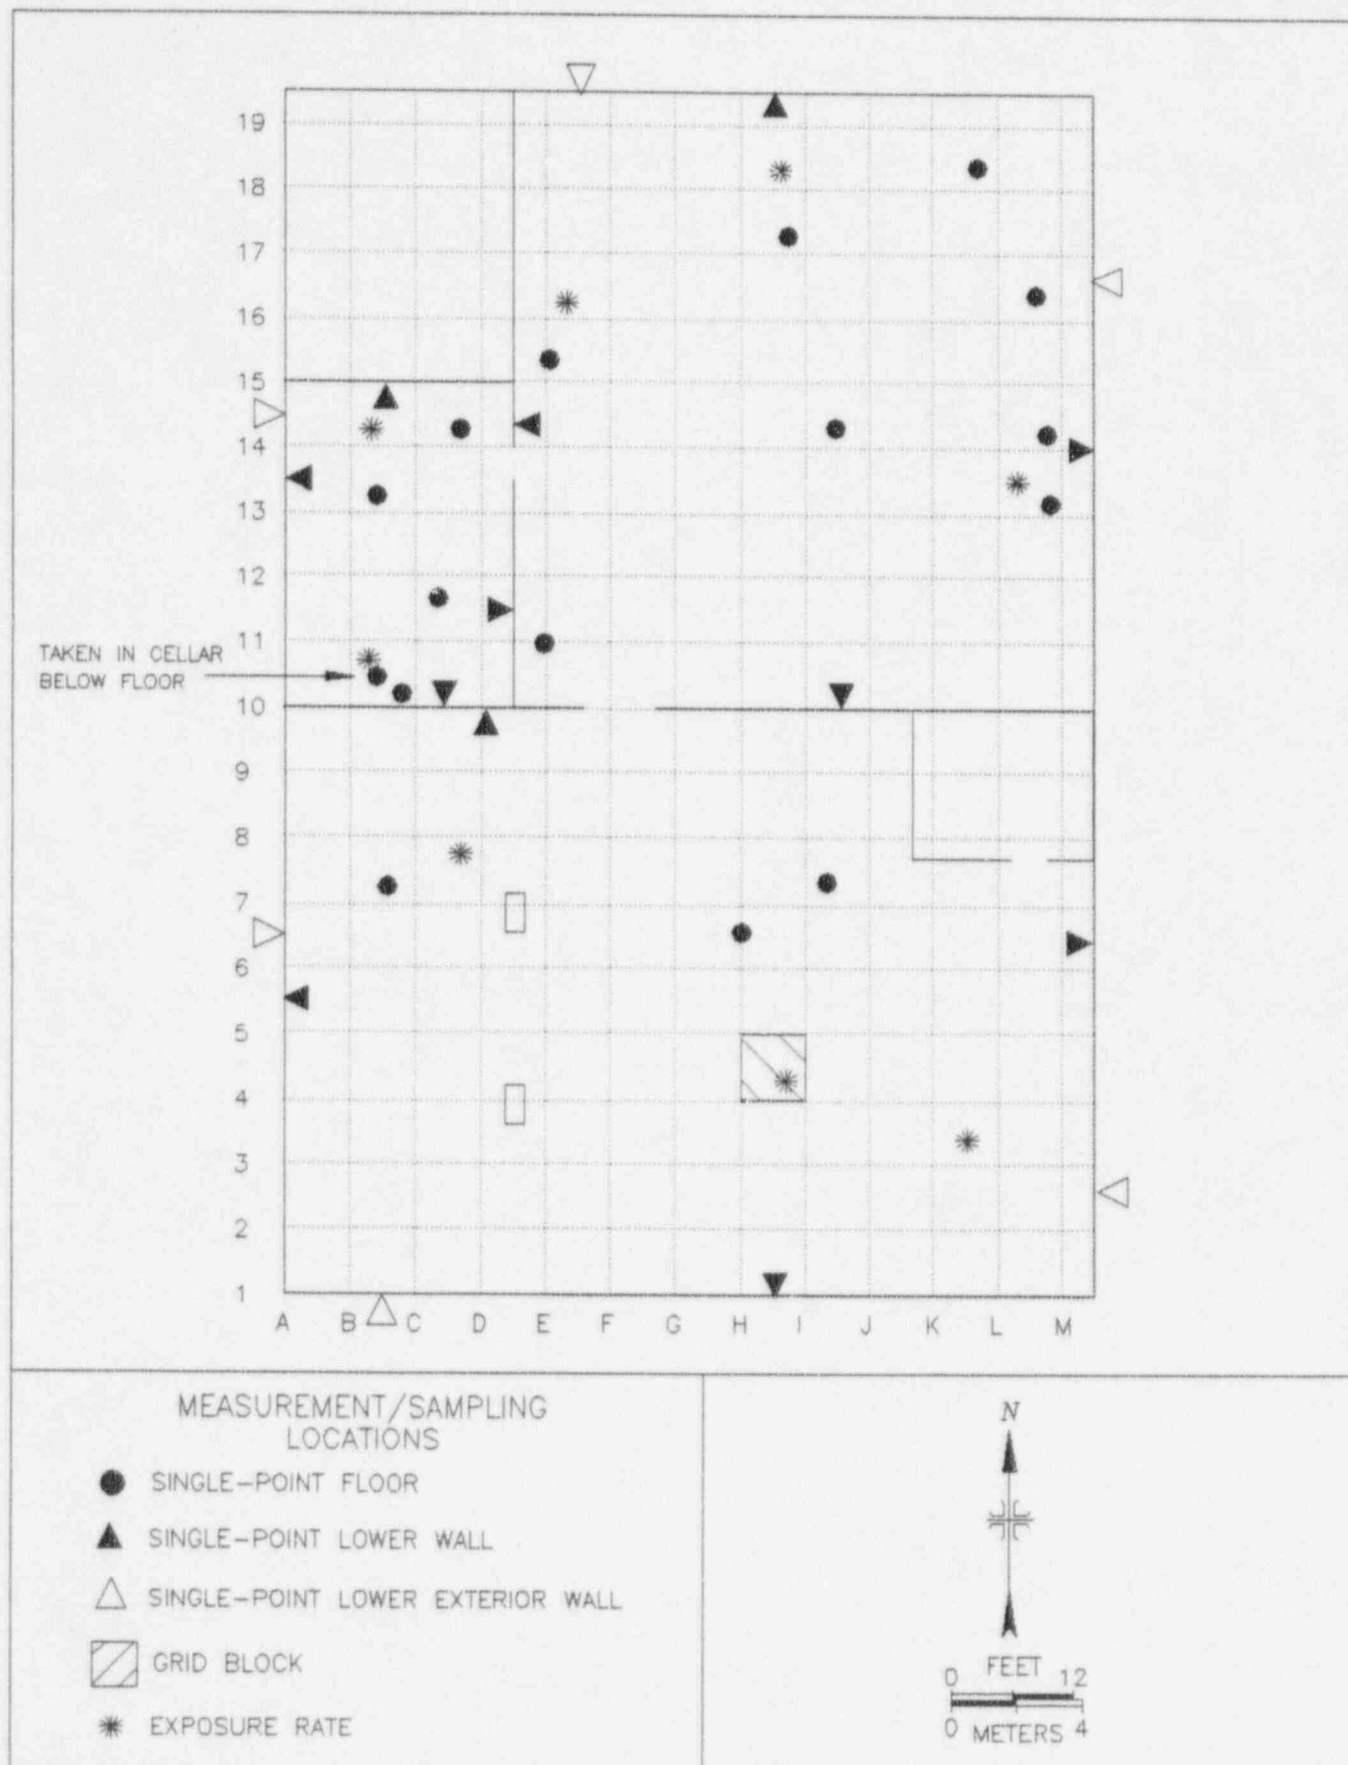 19
18
17
16
15
14
13
12
11
TAKEN IN CELLAR
BELOW FLOOR
10
9
8
7
6
5
4
3
2
1
A B C D E F G H I J K L M
MEASUREMENT/SAMPLING
LOCATIONS
SINGLE-POINT FLOOR
SINGLE-POINT LOWER WALL
SINGLE-POINT LOWER EXTERIOR WALL
GRID BLOCK
EXPOSURE RATE
N
0 FEET 12
0 METERS 4